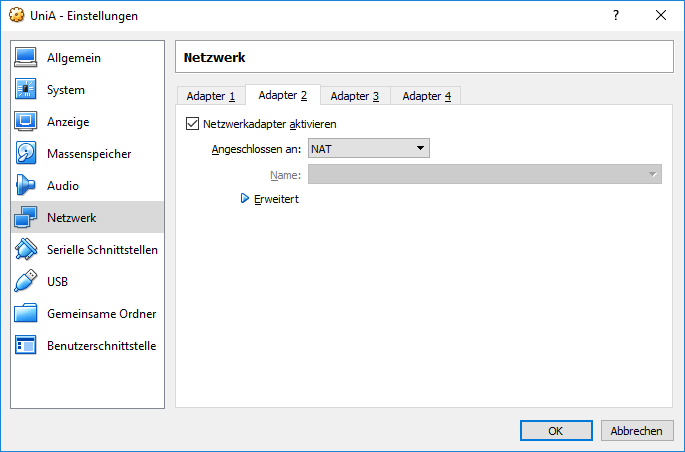 UniA - Einstellungen
?
Allgemein
System
Anzeige
Massenspeicher
Audio
Netzwerk
Serielle Schnittstellen
USB
Gemeinsame Ordner
Benutzerschnittstelle
Netzwerk
Adapter 1 Adapter 2 Adapter 3 Adapter 4
Netzwerkadapter aktivieren
Angeschlossen an: NAT
Name:
Erweitert
OK Abbrechen